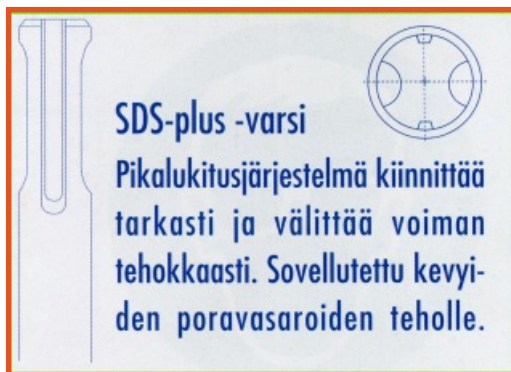 SDS-plus -varsi
Pikalukitusjärjestelmä kiinnittää
tarkasti ja välittää voiman
tehokkaasti. Sovellutettu kevyi-
den poravasaroiden teholle.